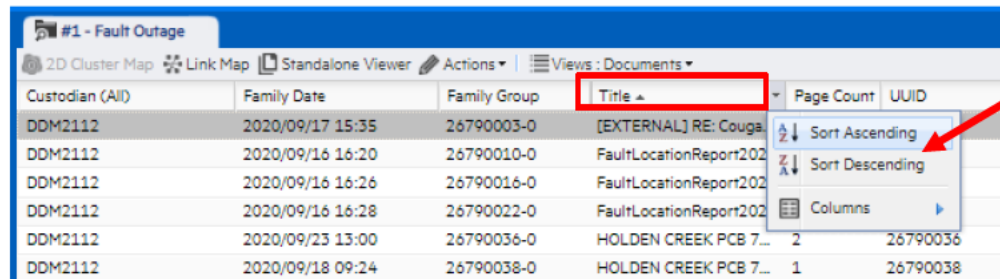 #1 - Fault Outage
2D Cluster Map Link Map Standalone Viewer Actions Views : Documents
Custodian (All) Family Date Family Group Title Page Count UUID
DDM2112 2020/09/17 15:35 26790003-0 [EXTERNAL] RE: Couga..
DDM2112 2020/09/16 16:20 26790010-0 FaultLocationReport202
DDM2112 2020/09/16 16:26 26790016-0 FaultLocationReport202
DDM2112 2020/09/16 16:28 26790022-0 FaultLocationReport202
DDM2112 2020/09/23 13:00 26790036-0 HOLDEN CREEK PCB 7... 2 26790036
DDM2112 2020/09/18 09:24 26790038-0 HOLDEN CREEK PCB 7... 1 26790038
A Z Sort Ascending
Z A Sort Descending
Columns